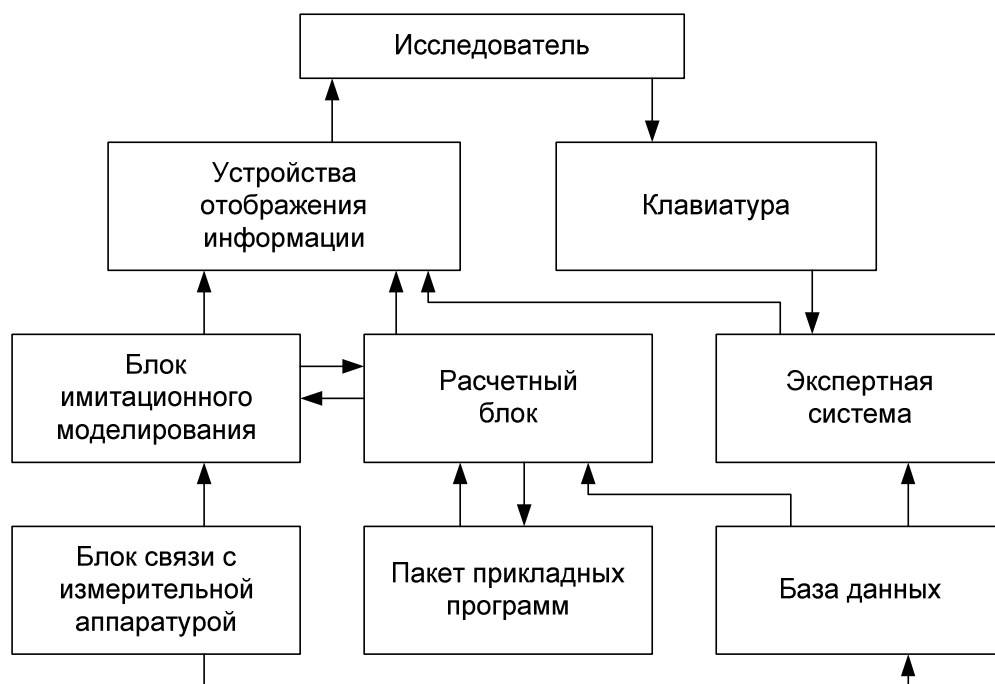 Исследователь
Устройства
отображения
информации
Клавиатура
Блок
имитационного
моделирования
Расчетный
блок
Экспертная
система
Блок связи с
измерительной
аппаратурой
Пакет прикладных
программ
База данных